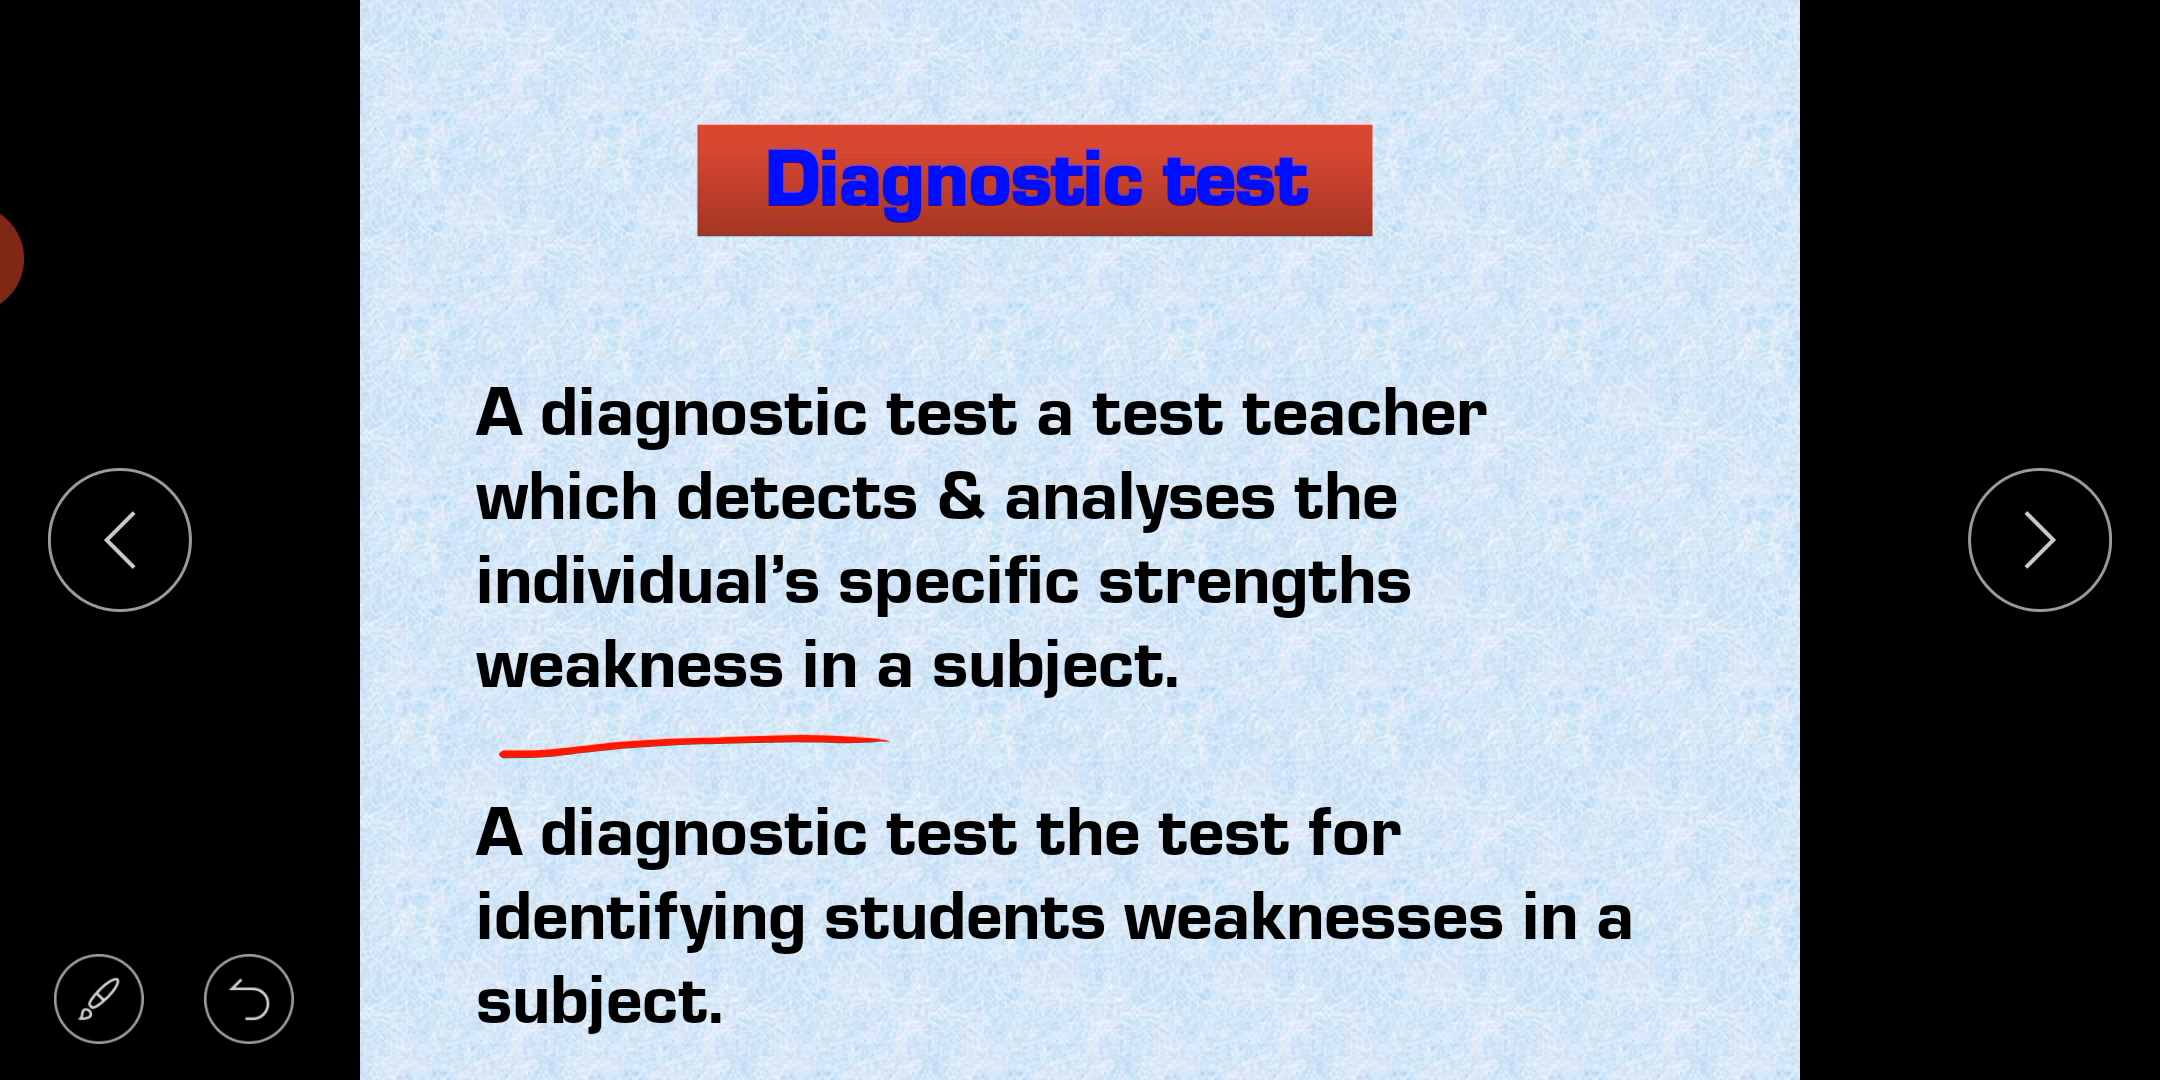 Diagnostic test
A diagnostic test a test teacher
which detects & analyses the
individual’s specific strengths
weakness in a subject.
A diagnostic test the test for
identifying students weaknesses in a
subject.